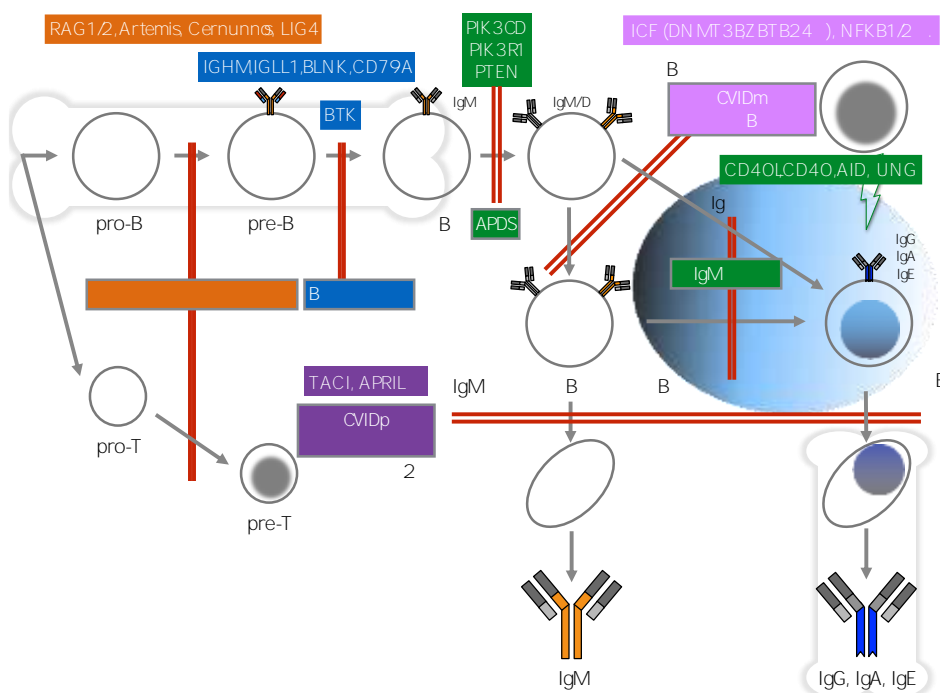 RAG1/2, Artemis, Cernunnos, LIG4
PIK3CD
PIK3R1
PTEN
ICF (DNMT3B,ZBTB24 ), NFKB1/2 .
IGHM,IGLL1,BLNK,CD79A
B
CVIDm
B
IgM
IgM/D
BTK
CD40L,CD40,AID, UNG
pro-B
pre-B
B
APDS
Ig
IgG
IgA
IgE
IgM
B
TACI, APRIL
IgM
B
B
B
CVIDp
2
pro-T
pre-T
IgM
IgG, IgA, IgE